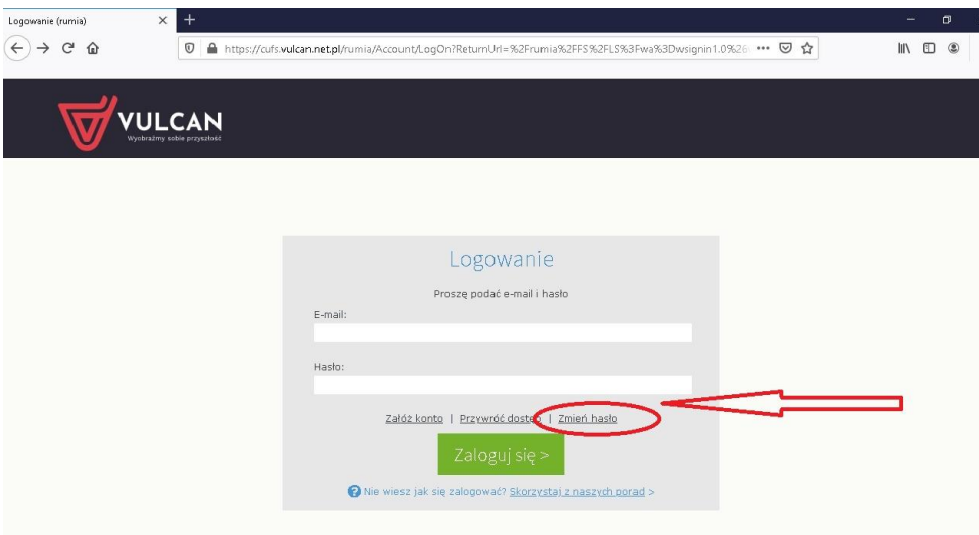 Logowanie (rumia)
https://cufs.vulcan.net.pl/rumia/Account/LogOn?ReturnUrl=%2Frumia%2FFS%2FLS%3Fwa%3Dwsignin1.0%26
VULCAN
Wyobraźmy sobie przyszłość
Logowanie
Proszę podać e-mail i hasło
E-mail:
Hasło:
Załóż konto | Przywróć dostęp | Zmień hasło
Zaloguj się >
? Nie wiesz jak się zalogować? Skorzystaj z naszych porad >